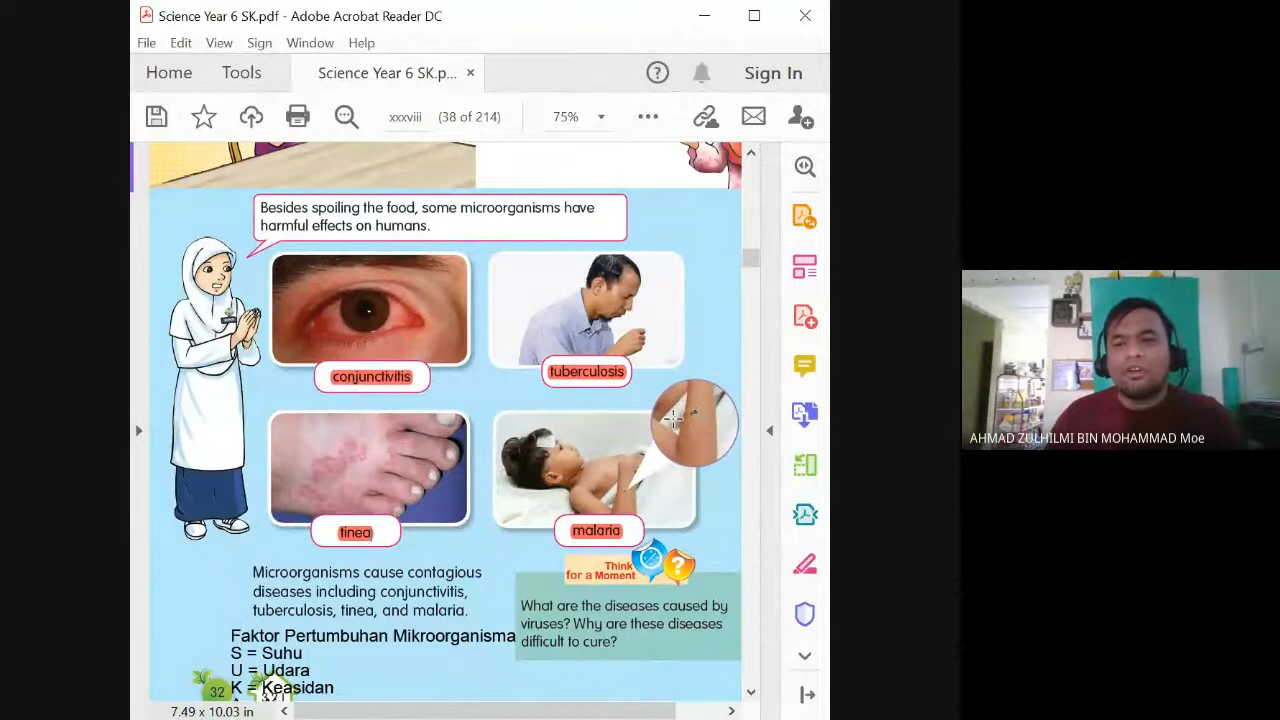 Science Year 6 SK.pdf - Adobe Acrobat Reader DC
File Edit View Sign Window Help
Home Tools Science Year 6 SK.p... × Sign In
xxxviii (38 of 214) 75%
Besides spoiling the food, some microorganisms have
harmful effects on humans.
conjunctivitis
tuberculosis
tinea
malaria
Microorganisms cause contagious
diseases including conjunctivitis,
tuberculosis, tinea, and malaria.
Think
for a Moment
What are the diseases caused by
viruses? Why are these diseases
difficult to cure?
Faktor Pertumbuhan Mikroorganisma
S = Suhu
U = Udara
K = Keasidan
32
7.49 x 10.03 in
AHMAD ZULHILMI BIN MOHAMMAD Moe